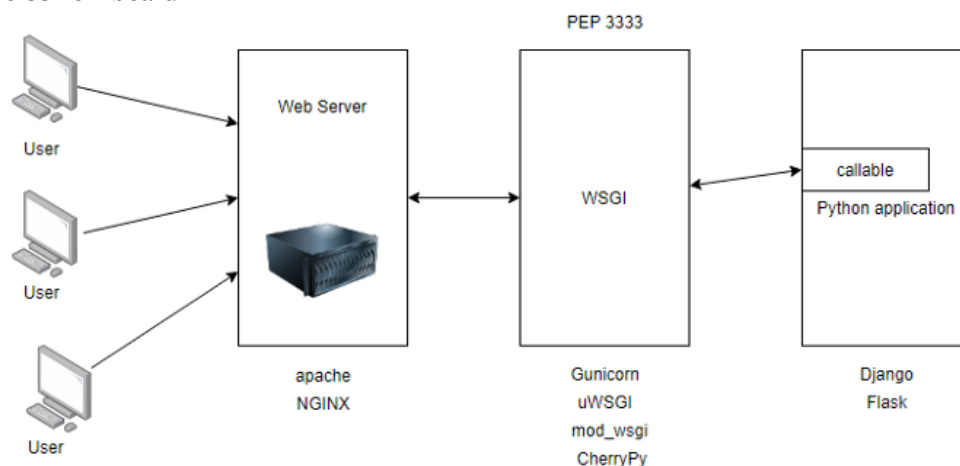 PEP 3333
Web Server
User
callable
WSGI
Python application
User
apache
NGINX
Gunicorn
uWSGI
mod_wsgi
CherryPy
Django
Flask
User